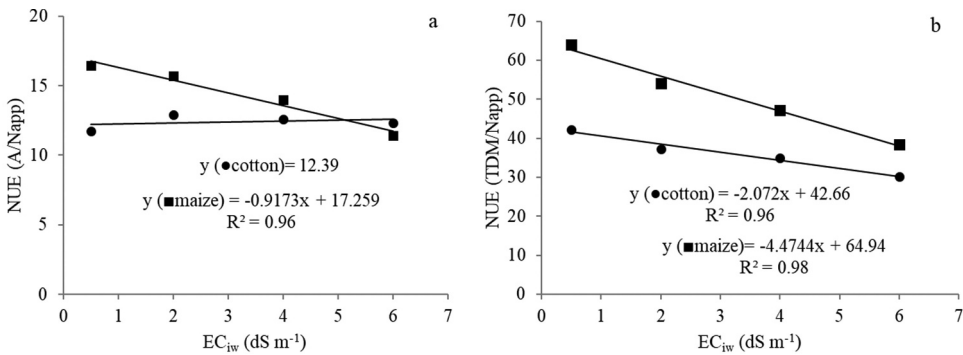 a
NUE (A/Napp)
20
15
10
5
0
y (●cotton)= 12.39
y (■maize) = -0.9173x + 17.259
R² = 0.96
0 1 2 3 4 5 6 7
ECiw (dS m-1)
b
NUE (TDM/Napp)
70
60
50
40
30
20
10
0
y (●cotton) = -2.072x + 42.66
R² = 0.96
y (■maize)= -4.4744x + 64.94
R² = 0.98
0 1 2 3 4 5 6 7
ECiw (dS m-1)